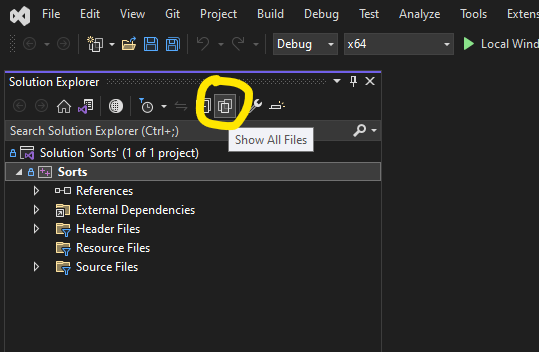 File Edit View Git Project Build Debug Test Analyze Tools Extens
Debug x64 Local Wind
Solution Explorer
Search Solution Explorer (Ctrl+;)
Show All Files
Solution 'Sorts' (1 of 1 project)
Sorts
References
External Dependencies
Header Files
Resource Files
Source Files